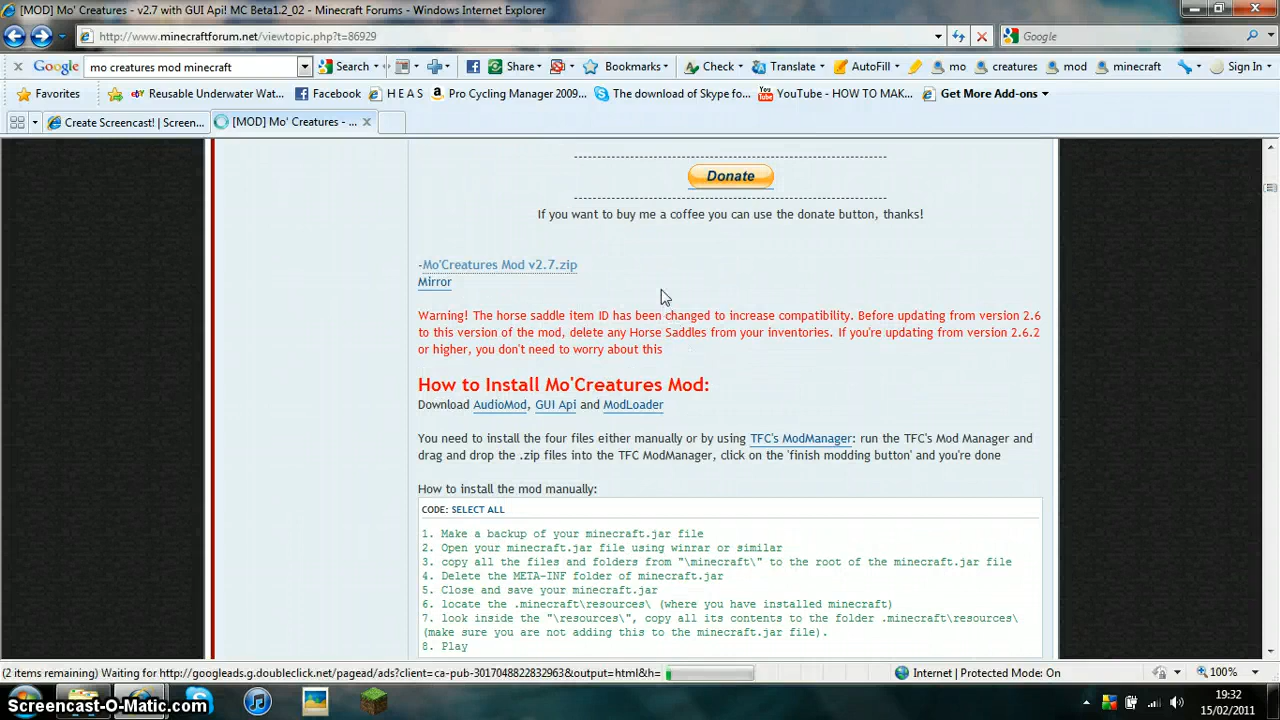 [MOD] Mo' Creatures - v2.7 with GUI Api! MC Beta1.2_02 - Minecraft Forums - Windows Internet Explorer
http://www.minecraftforum.net/viewtopic.php?t=86929
Google
Google
mo creatures mod minecraft
Search
Share
Bookmarks
Check
Translate
AutoFill
mo
creatures
mod
minecraft
Sign In
Favorites
Reusable Underwater Wat...
Facebook
H E A S
Pro Cycling Manager 2009...
The download of Skype fo...
YouTube - HOW TO MAK...
Get More Add-ons
Create Screencast! | Screen...
[MOD] Mo' Creatures - ...
Donate
If you want to buy me a coffee you can use the donate button, thanks!
-Mo'Creatures Mod v2.7.zip
Mirror
Warning! The horse saddle item ID has been changed to increase compatibility. Before updating from version 2.6
to this version of the mod, delete any Horse Saddles from your inventories. If you're updating from version 2.6.2
or higher, you don't need to worry about this
How to Install Mo'Creatures Mod:
Download AudioMod, GUI Api and ModLoader
You need to install the four files either manually or by using TFC's ModManager: run the TFC's Mod Manager and
drag and drop the .zip files into the TFC ModManager, click on the 'finish modding button' and you're done
How to install the mod manually:
CODE: SELECT ALL
1. Make a backup of your minecraft.jar file
2. Open your minecraft.jar file using winrar or similar
3. copy all the files and folders from "\minecraft\" to the root of the minecraft.jar file
4. Delete the META-INF folder of minecraft.jar
5. Close and save your minecraft.jar
6. locate the .minecraft\resources\ (where you have installed minecraft)
7. look inside the "\resources\", copy all its contents to the folder .minecraft\resources\
(make sure you are not adding this to the minecraft.jar file).
8. Play
(2 items remaining) Waiting for http://googleads.g.doubleclick.net/pagead/ads?client=ca-pub-3017048822832963&output=html&h=
Internet | Protected Mode: On
100%
19:32
15/02/2011
Screencast-O-Matic.com